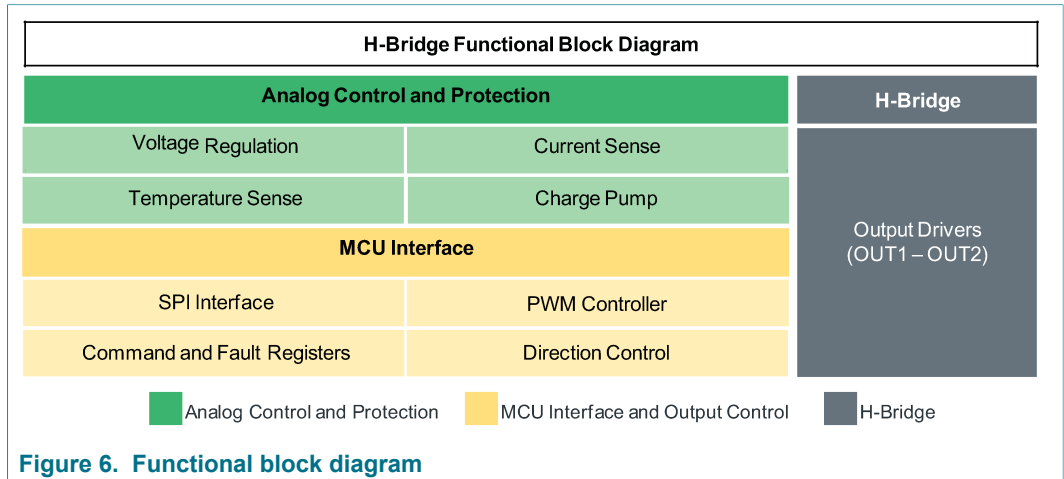 H-Bridge Functional Block Diagram
Analog Control and Protection
H-Bridge
Voltage Regulation
Current Sense
Temperature Sense
Charge Pump
MCU Interface
SPI Interface
PWM Controller
Command and Fault Registers
Direction Control
Output Drivers
(OUT1 – OUT2)
Analog Control and Protection
MCU Interface and Output Control
H-Bridge
Figure 6. Functional block diagram